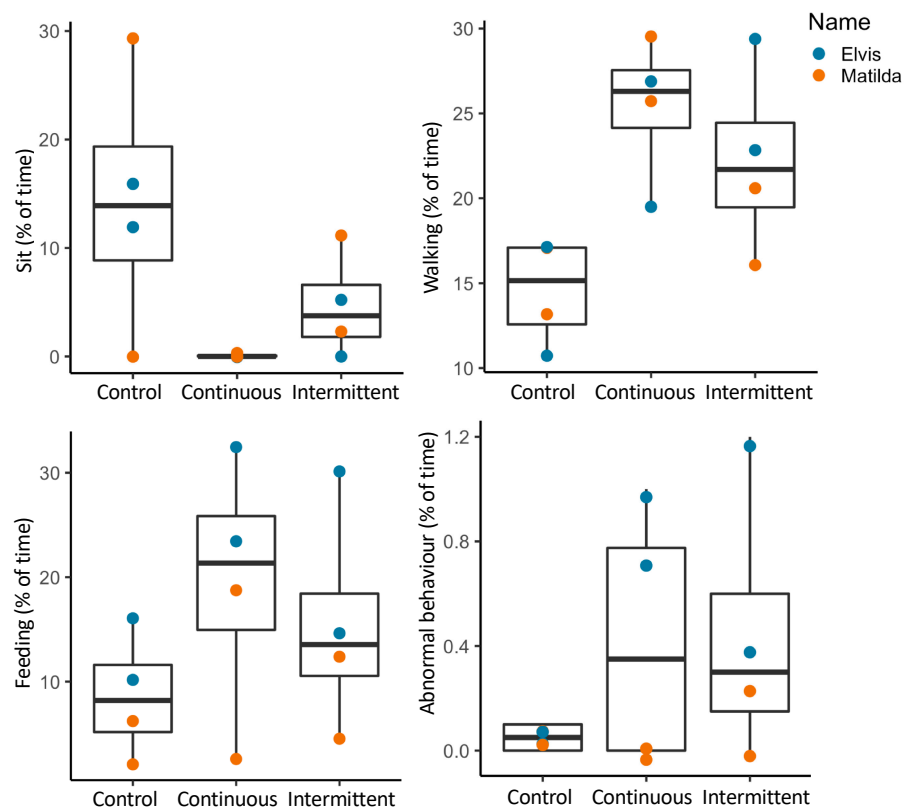 Name
Elvis
Matilda
Sit (% of time)
30
20
10
0
Control Continuous Intermittent
Walking (% of time)
30
25
20
15
10
Control Continuous Intermittent
Feeding (% of time)
30
20
10
Control Continuous Intermittent
Abnormal behaviour (% of time)
1.2
0.8
0.4
0.0
Control Continuous Intermittent